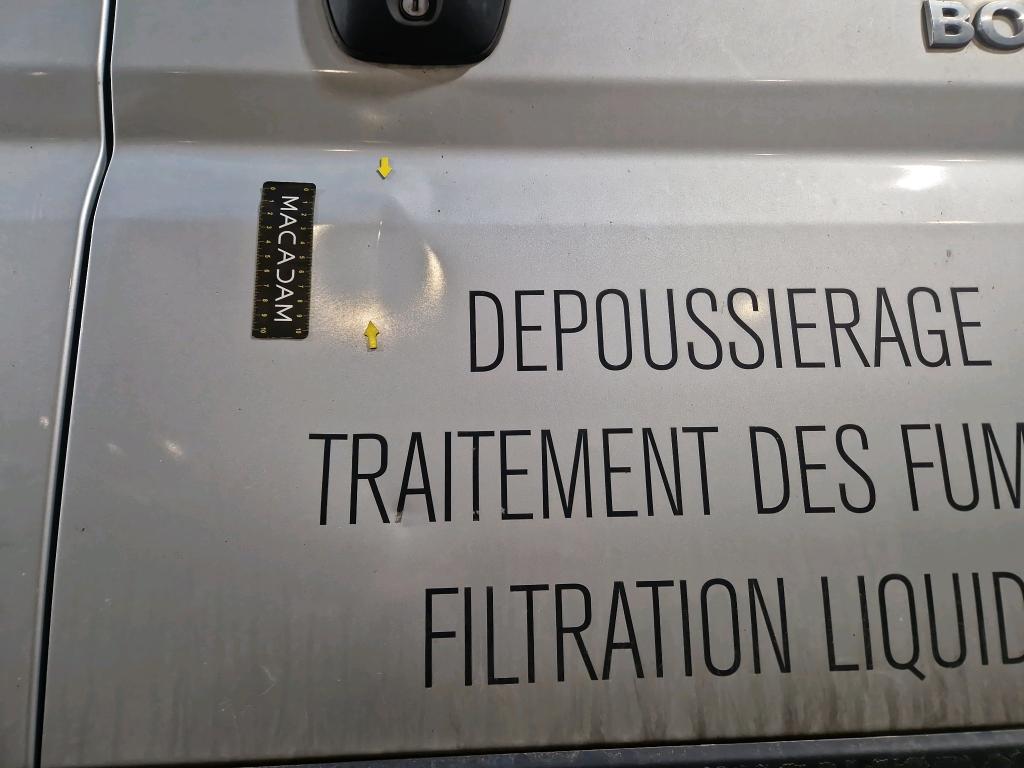 BO
MACADAM
DEPOUSSIERAGE
TRAITEMENT DES FUM
FILTRATION LIQUID